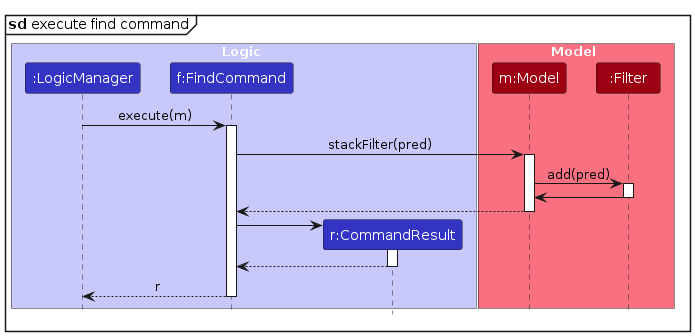 sd execute find command
Logic
Model
:LogicManager
f:FindCommand
m:Model
:Filter
execute(m)
stackFilter(pred)
add(pred)
r:CommandResult
r